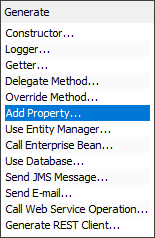 Generate
Constructor...
Logger...
Getter...
Delegate Method...
Override Method...
Add Property...
Use Entity Manager...
Call Enterprise Bean...
Use Database...
Send JMS Message...
Send E-mail...
Call Web Service Operation...
Generate REST Client...